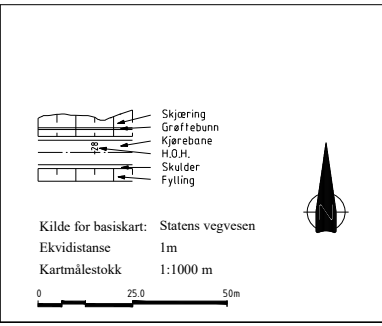 Skjæring
Grøftebunn
Kjørebane
28
H.O.H.
Skulder
Fylling
N
Kilde for basiskart: Statens vegvesen
Ekvidistanse 1m
Kartmålestokk 1:1000 m
0 25.0 50m